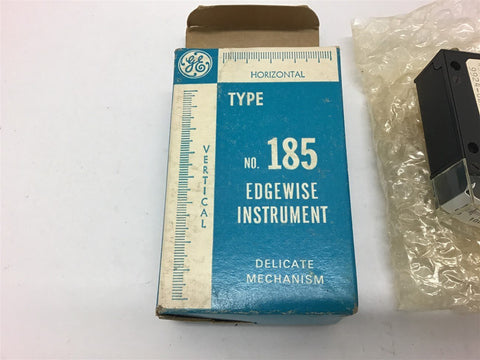 GE
HORIZONTAL
TYPE
VERTICAL
NO. 185
EDGEWISE
INSTRUMENT
DELICATE
MECHANISM